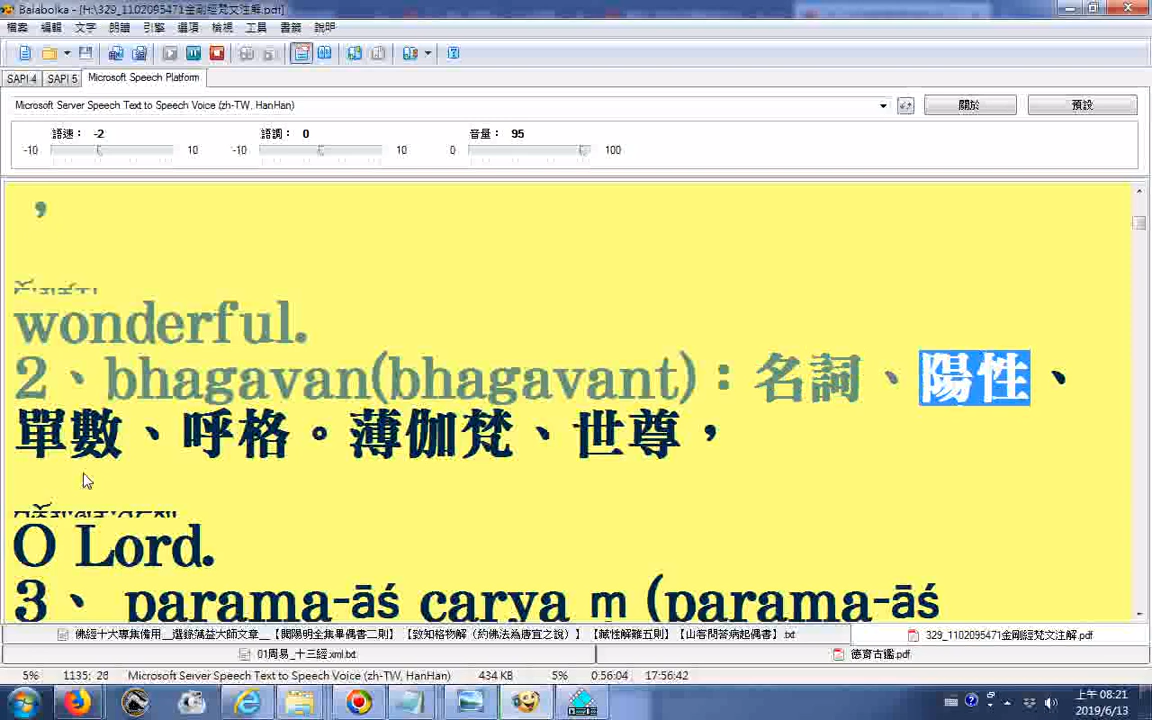 Balabolka - [H:\329_1102095471金剛經梵文注解.pdf]
檔案 編輯 文字 朗讀 引擎 選項 檢視 工具 書籤 說明
SAPI 4 SAPI 5 Microsoft Speech Platform
Microsoft Server Speech Text to Speech Voice (zh-TW, HanHan) 關於 預設
語速： -2 語調： 0 音量： 95
-10 10 -10 10 0 100
，
wonderful.
2、bhagavan(bhagavant)：名詞、陽性、
單數、呼格。薄伽梵、世尊，
O Lord.
3、 parama-āś carya ṃ (parama-āś
329_1102095471金剛經梵文注解.pdf
01周易_十三經.xml.txt 德育古鑑.pdf
5% 1135; 26 Microsoft Server Speech Text to Speech Voice (zh-TW, HanHan) 434 KB 5% 0:56:04 17:56:42
上午 08:21
2019/6/13